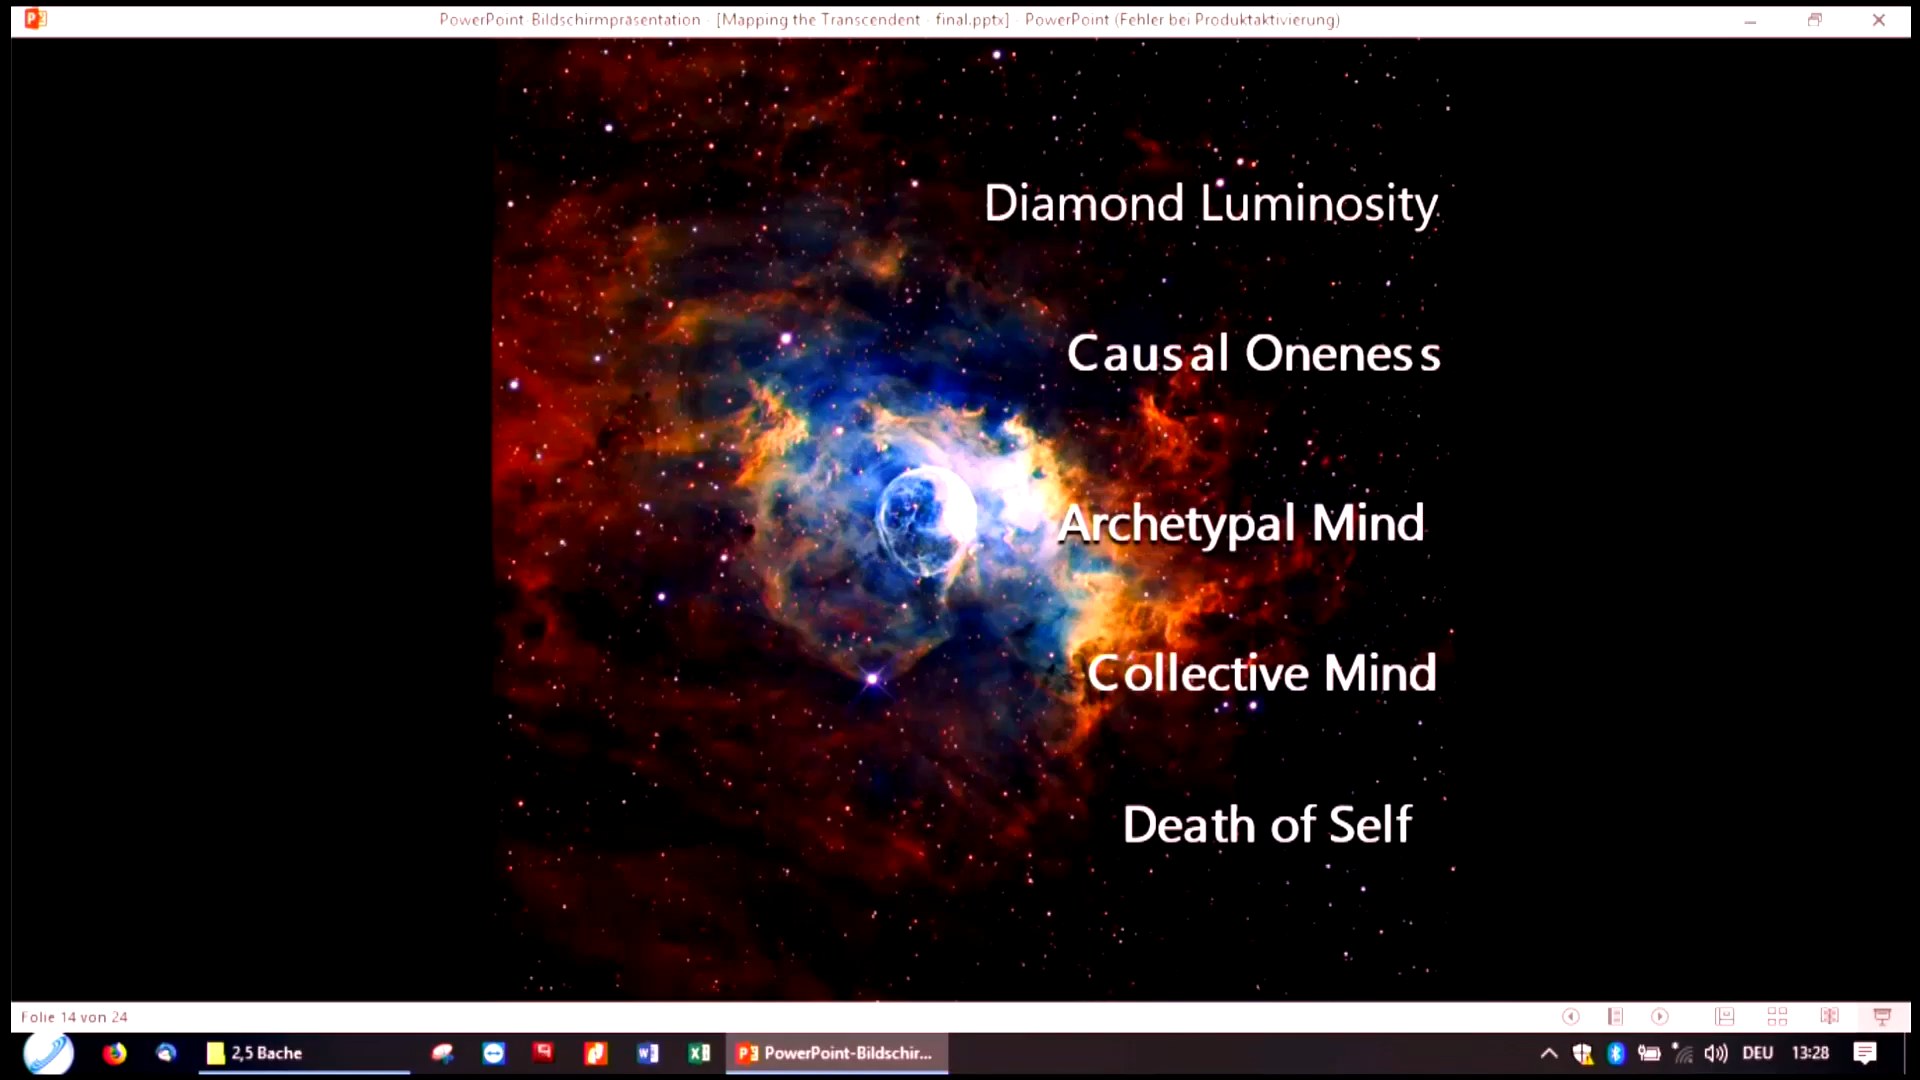 PowerPoint-Bildschirmpräsentation - [Mapping the Transcendent - final.pptx] - PowerPoint (Fehler bei Produktaktivierung)
Diamond Luminosity
Causal Oneness
Archetypal Mind
Collective Mind
Death of Self
Folie 14 von 24
2,5 Bache
PowerPoint-Bildschir...
DEU
13:28